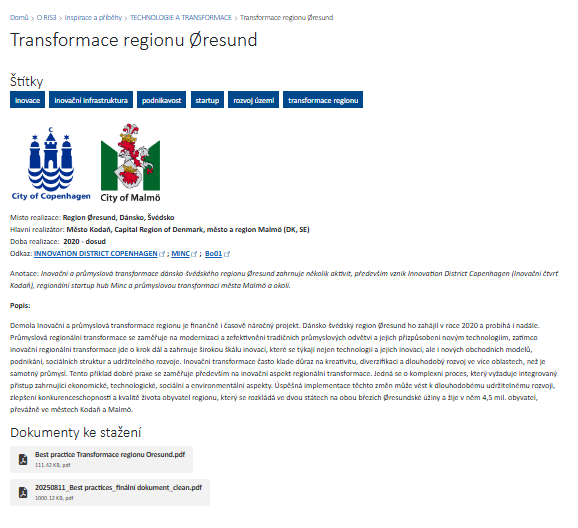 Domů > O RIS3 > Inspirace a příběhy > TECHNOLOGIE A TRANSFORMACE > Transformace regionu Øresund
Transformace regionu Øresund
Štítky
inovace inovační infrastruktura podnikavost startup rozvoj území transformace regionu
City of Copenhagen City of Malmö
Místo realizace: Region Øresund, Dánsko, Švédsko
Hlavní realizátor: Město Kodaň, Capital Region of Denmark, město a region Malmö (DK, SE)
Doba realizace: 2020 - dosud
Odkaz: INNOVATION DISTRICT COPENHAGEN ; MINC ; Bo01
Anotace: Inovační a průmyslová transformace dánsko švédského regionu Øresund zahrnuje několik aktivit, především vznik Innovation District Copenhagen (Inovační čtvrť
Kodaň), regionální startup hub Minc a průmyslovou transformaci města Malmö a okolí.
Popis:
Demola Inovační a průmyslová transformace regionu je finančně i časově náročný projekt. Dánsko švédský region Øresund ho zahájil v roce 2020 a probíhá i nadále.
Průmyslová regionální transformace se zaměřuje na modernizaci a zefektivnění tradičních průmyslových odvětví a jejich přizpůsobení novým technologiím, zatímco
inovační regionální transformace jde o krok dál a zahrnuje širokou škálu inovací, které se týkají nejen technologií a jejich inovací, ale i nových obchodních modelů,
podnikání, sociálních struktur a udržitelného rozvoje. Inovační transformace často klade důraz na kreativitu, diverzifikaci a dlouhodobý rozvoj ve více oblastech, než je
samotný průmysl. Tento příklad dobré praxe se zaměřuje především na inovační aspekt regionální transformace. Jedná se o komplexní proces, který vyžaduje integrovaný
přístup zahrnující ekonomické, technologické, sociální a environmentální aspekty. Úspěšná implementace těchto změn může vést k dlouhodobému udržitelnému rozvoji,
zlepšení konkurenceschopnosti a kvalitě života obyvatel regionu, který se rozkládá ve dvou státech na obou březích Øresundské úžiny a žije v něm 4,5 mil. obyvatel,
převážně ve městech Kodaň a Malmö.
Dokumenty ke stažení
Best practice Transformace regionu Oresund.pdf
111.42 KB, pdf
20250811_Best practices_finální dokument_clean.pdf
1000.12 KB, pdf